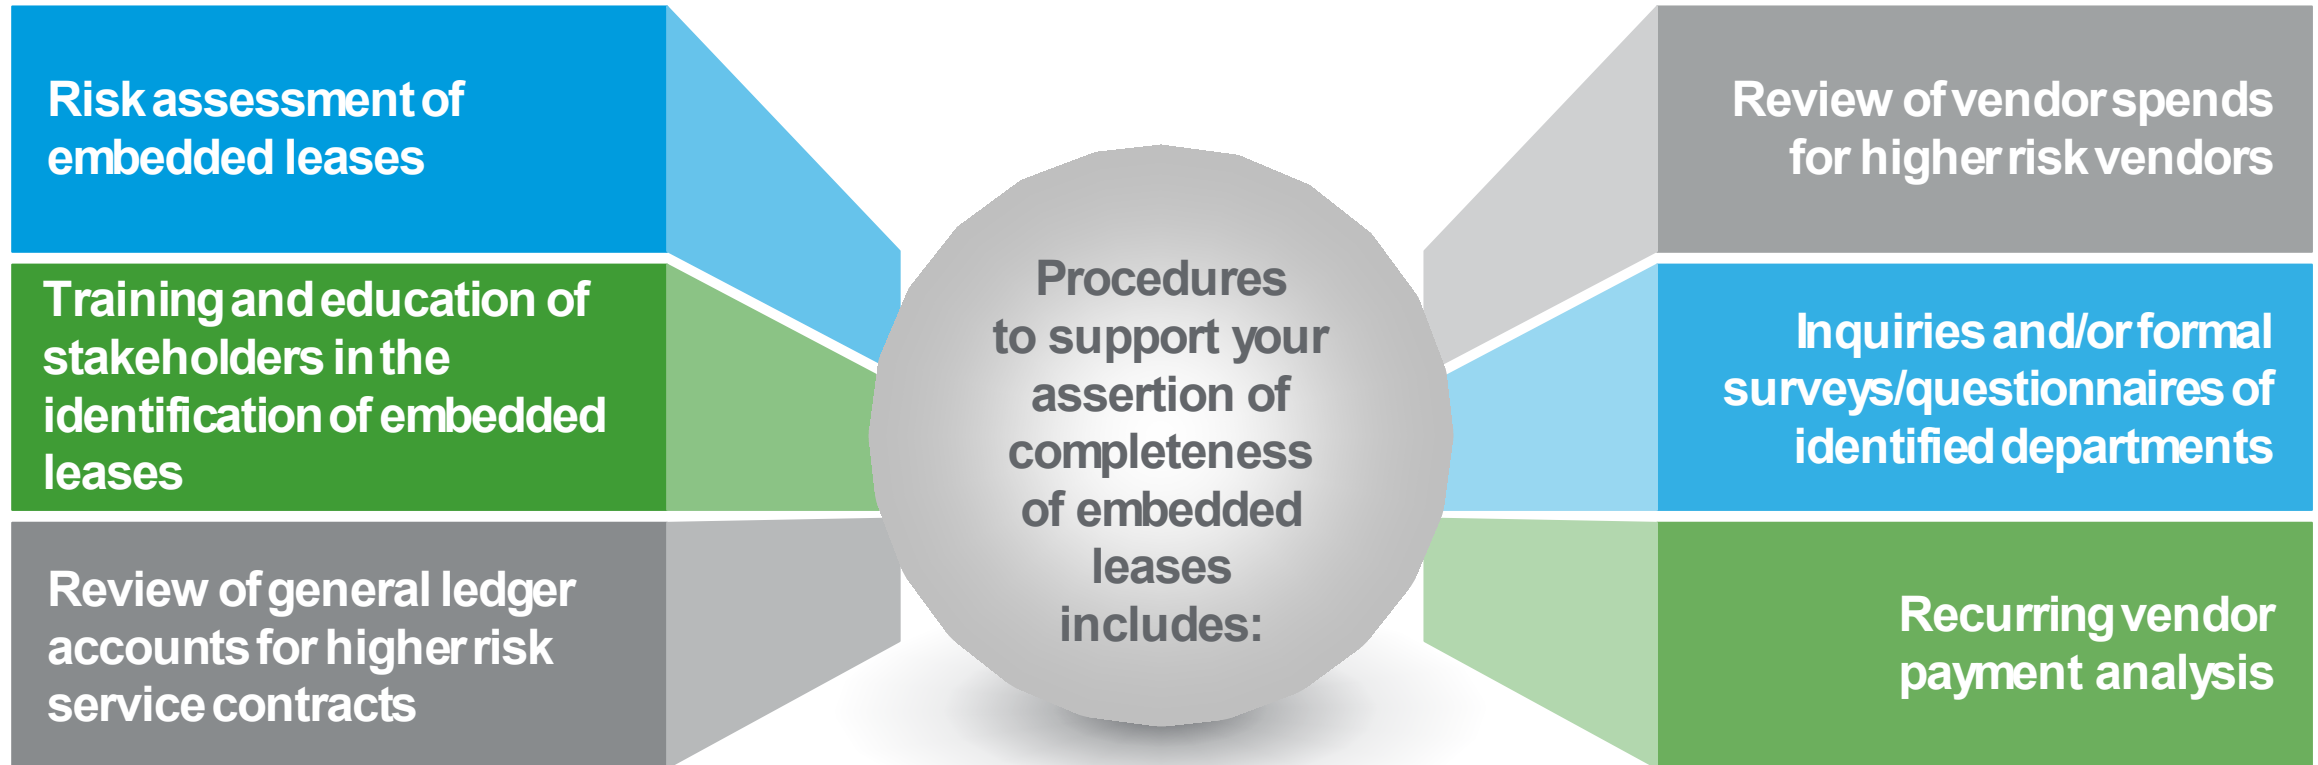 Risk assessment of
embedded leases
Training and education of
stakeholders in the
identification of embedded
leases
Review of general ledger
accounts for higher risk
service contracts
Procedures
to support your
assertion of
completeness
of embedded
leases
includes:
Review of vendor spends
for higher risk vendors
Inquiries and/or formal
surveys/questionnaires of
identified departments
Recurring vendor
payment analysis